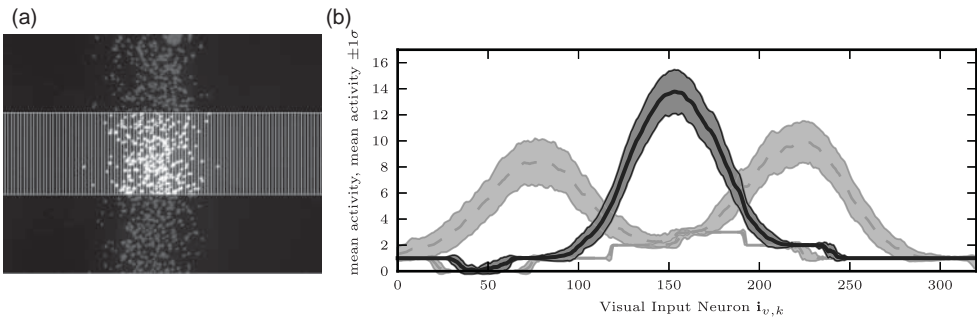 (a)
(b)
mean activity, mean activity ±1σ
16
14
12
10
8
6
4
2
0
0 50 100 150 200 250 300
Visual Input Neuron i_{v,k}